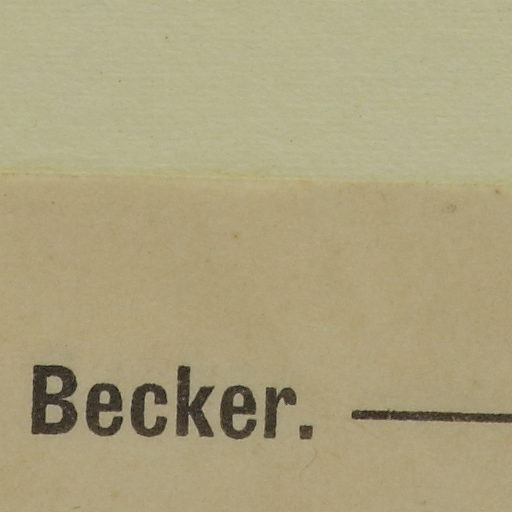 Becker. —